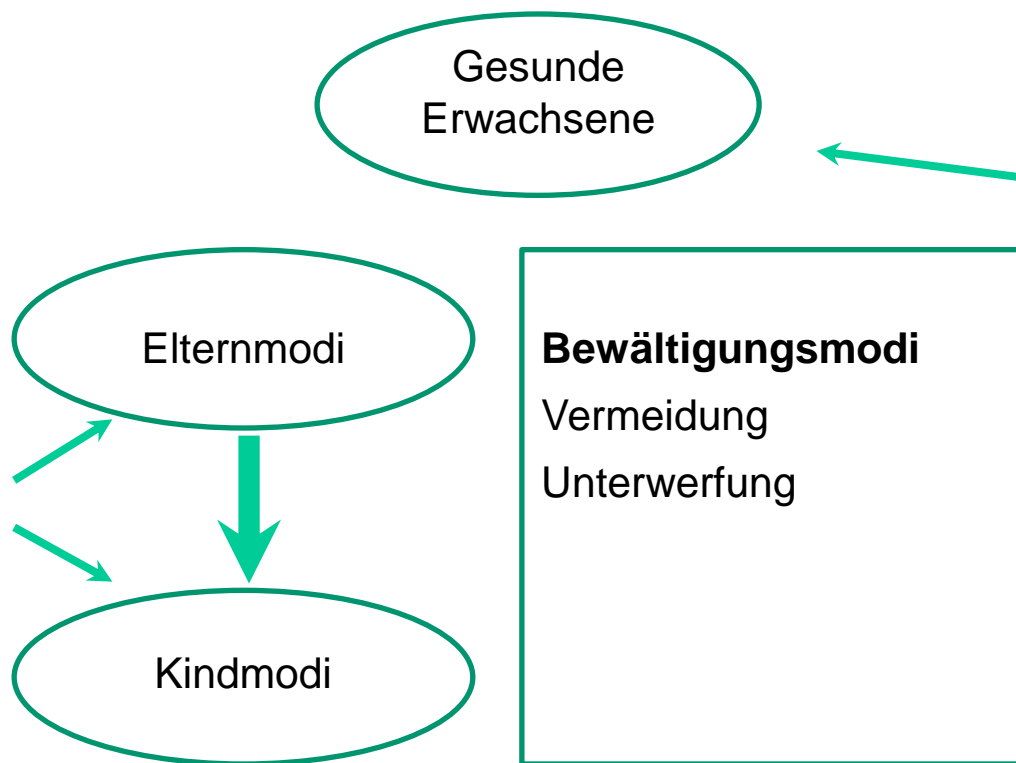 Gesunde
Erwachsene
Elternmodi
Bewältigungsmodi
Vermeidung
Unterwerfung
Kindmodi